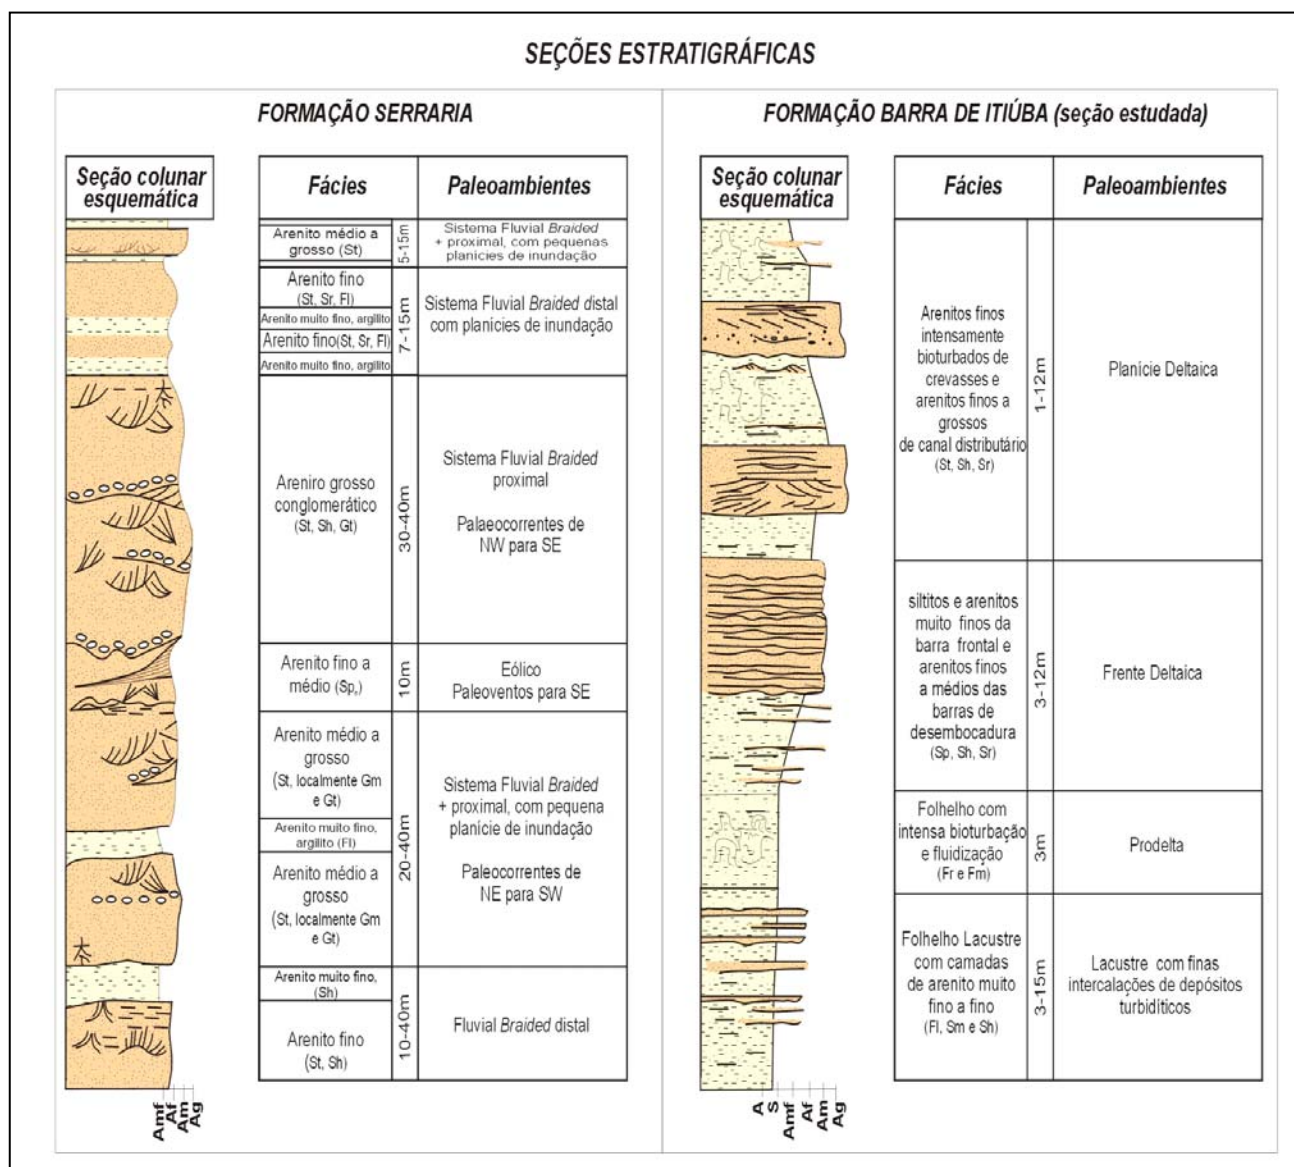 SEÇÕES ESTRATIGRÁFICAS
FORMAÇÃO SERRARIA
Seção colunar
esquemática
Fácies
Paleoambientes
Arenito médio a
grosso (St)
5-15m
Sistema Fluvial Braided
+ proximal, com pequenas
planícies de inundação
Arenito fino
(St, Sr, Fl)
Arenito muito fino, argilito
Arenito fino(St, Sr, Fl)
Arenito muito fino, argilito
7-15m
Sistema Fluvial Braided distal
com planícies de inundação
Areniro grosso
conglomerático
(St, Sh, Gt)
30-40m
Sistema Fluvial Braided
proximal
Palaeocorrentes de
NW para SE
Arenito fino a
médio (Spₑ)
10m
Eólico
Paleoventos para SE
Arenito médio a
grosso
(St, localmente Gm
e Gt)
Arenito muito fino,
argilito (Fl)
Arenito médio a
grosso
(St, localmente Gm
e Gt)
20-40m
Sistema Fluvial Braided
+ proximal, com pequena
planície de inundação
Paleocorrentes de
NE para SW
Arenito muito fino,
(Sh)
Arenito fino
(St, Sh)
10-40m
Fluvial Braided distal
Amf
Af
Am
Ag
FORMAÇÃO BARRA DE ITIÚBA (seção estudada)
Seção colunar
esquemática
Fácies
Paleoambientes
Arenitos finos
intensamente
bioturbados de
crevasses e
arenitos finos a
grossos
de canal distributário
(St, Sh, Sr)
1-12m
Planície Deltaica
siltitos e arenitos
muito finos da
barra frontal e
arenitos finos
a médios das
barras de
desembocadura
(Sp, Sh, Sr)
3-12m
Frente Deltaica
Folhelho com
intensa bioturbação
e fluidização
(Fr e Fm)
3m
Prodelta
Folhelho Lacustre
com camadas
de arenito muito
fino a fino
(Fl, Sm e Sh)
3-15m
Lacustre com finas
intercalações de depósitos
turbidíticos
A
S
Amf
Af
Am
Ag